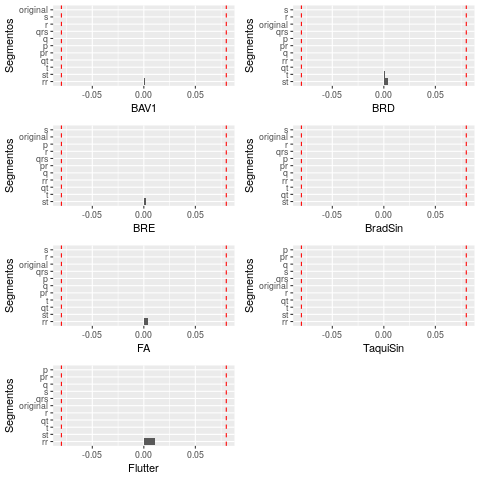 Segmentos
original
s
r
qrs
q
p
pr
qt
t
st
rr
-0.05 0.00 0.05
BAV1
Segmentos
s
r
original
qrs
p
pr
q
qt
t
st
-0.05 0.00 0.05
BRD
Segmentos
s
original
p
r
qrs
pr
q
rr
qt
t
st
-0.05 0.00 0.05
BRE
Segmentos
s
original
r
qrs
p
pr
q
rr
t
qt
st
-0.05 0.00 0.05
BradSin
Segmentos
s
r
original
qrs
p
q
pr
t
qt
st
rr
-0.05 0.00 0.05
FA
Segmentos
p
pr
q
s
qrs
original
r
qt
t
st
rr
-0.05 0.00 0.05
TaquiSin
Segmentos
p
pr
q
s
qrs
original
r
qt
t
st
rr
-0.05 0.00 0.05
Flutter